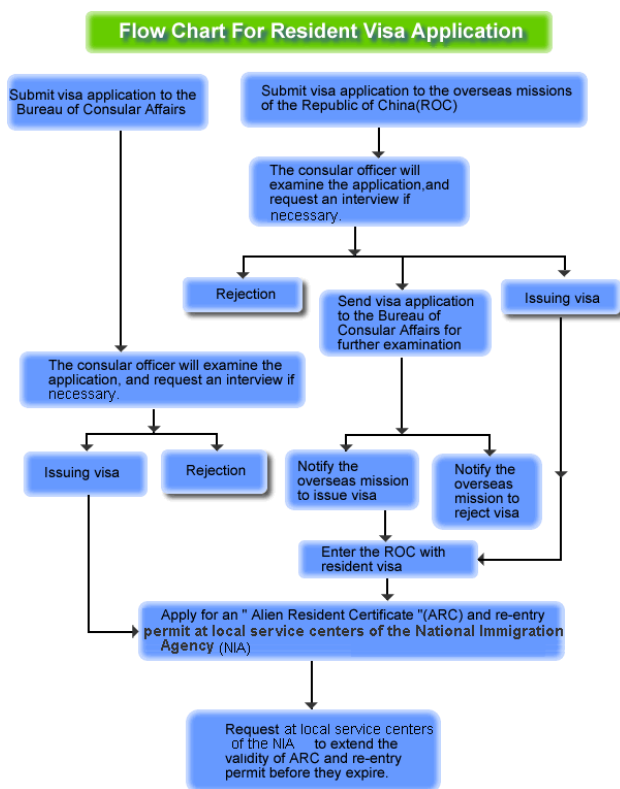 Flow Chart For Resident Visa Application
Submit visa application to the
Bureau of Consular Affairs
Submit visa application to the overseas missions
of the Republic of China(ROC)
The consular officer will
examine the application,and
request an interview if
necessary.
Rejection
Send visa application
to the Bureau of
Consular Affairs for
further examination
Issuing visa
The consular officer will examine the
application, and request an interview if
necessary.
Issuing visa
Rejection
Notify the
overseas mission
to issue visa
Notify the
overseas
mission to
reject visa
Enter the ROC with
resident visa
Apply for an " Alien Resident Certificate "(ARC) and re-entry
permit at local service centers of the National Immigration
Agency (NIA)
Request at local service centers
of the NIA to extend the
validity of ARC and re-entry
permit before they expire.